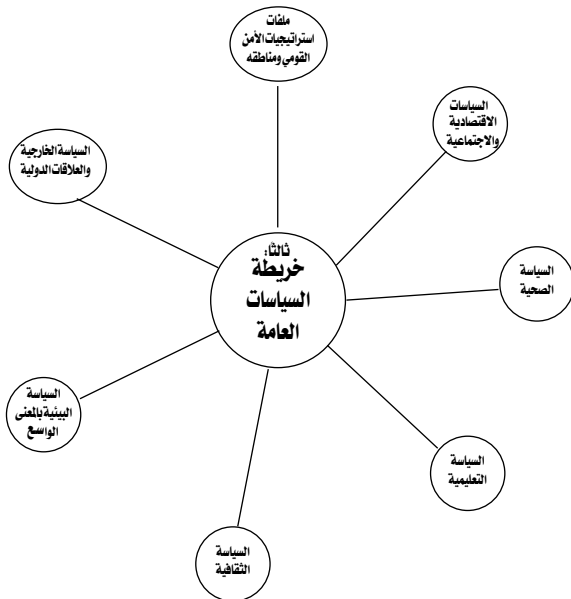 ملفات
استراتيجيات الأمن
القومي ومناطقه
السياسات
الاقتصادية
والاجتماعية
السياسة الخارجية
والعلاقات الدولية
ثالثا:
خريطة
السياسات
العامة
السياسة
الصحية
السياسة
البيئية بالمعنى
الواسع
السياسة
التعليمية
السياسة
الثقافية